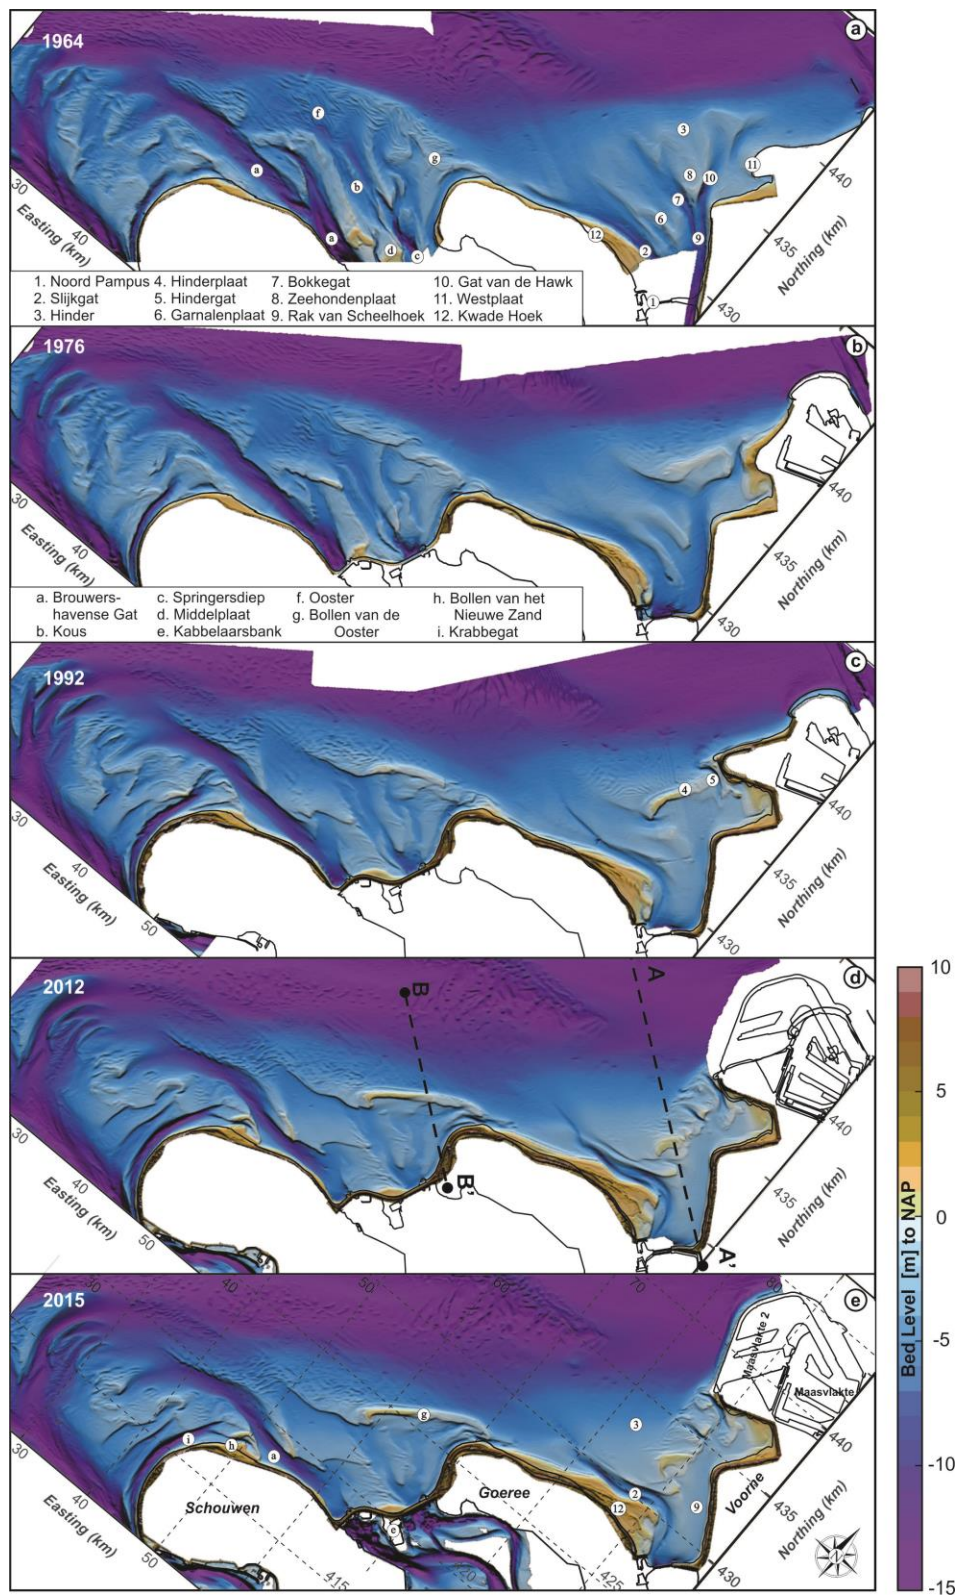 1964
a
f
3
a
b
g
8
10
11
7
6
a
d
c
12
2
9
1
30
40
Easting (km)
440
435
430
Northing (km)
1. Noord Pampus 4. Hinderplaat 7. Bokkegat 10. Gat van de Hawk
2. Slijkgat 5. Hindergat 8. Zeehondenplaat 11. Westplaat
3. Hinder 6. Garnalenplaat 9. Rak van Scheelhoek 12. Kwade Hoek
1976
b
30
40
Easting (km)
440
435
430
Northing (km)
a. Brouwers- c. Springersdiep f. Ooster h. Bollen van het
havense Gat d. Middelplaat g. Bollen van de Nieuwe Zand
b. Kous e. Kabbelaarsbank Ooster i. Krabbegat
1992
c
4
5
30
40
50
Easting (km)
440
435
430
Northing (km)
2012
d
B
B'
A
A'
30
40
50
Easting (km)
440
435
430
Northing (km)
2015
e
30
40
50
70
80
Maasvlakte 2
Maasvlakte
g
3
i
h
a
2
12
9
e
Schouwen
Goeree
Voorne
30
40
50
Easting (km)
415
425
430
435
440
Northing (km)
N
10
5
0
-5
-10
-15
Bed Level [m] to NAP